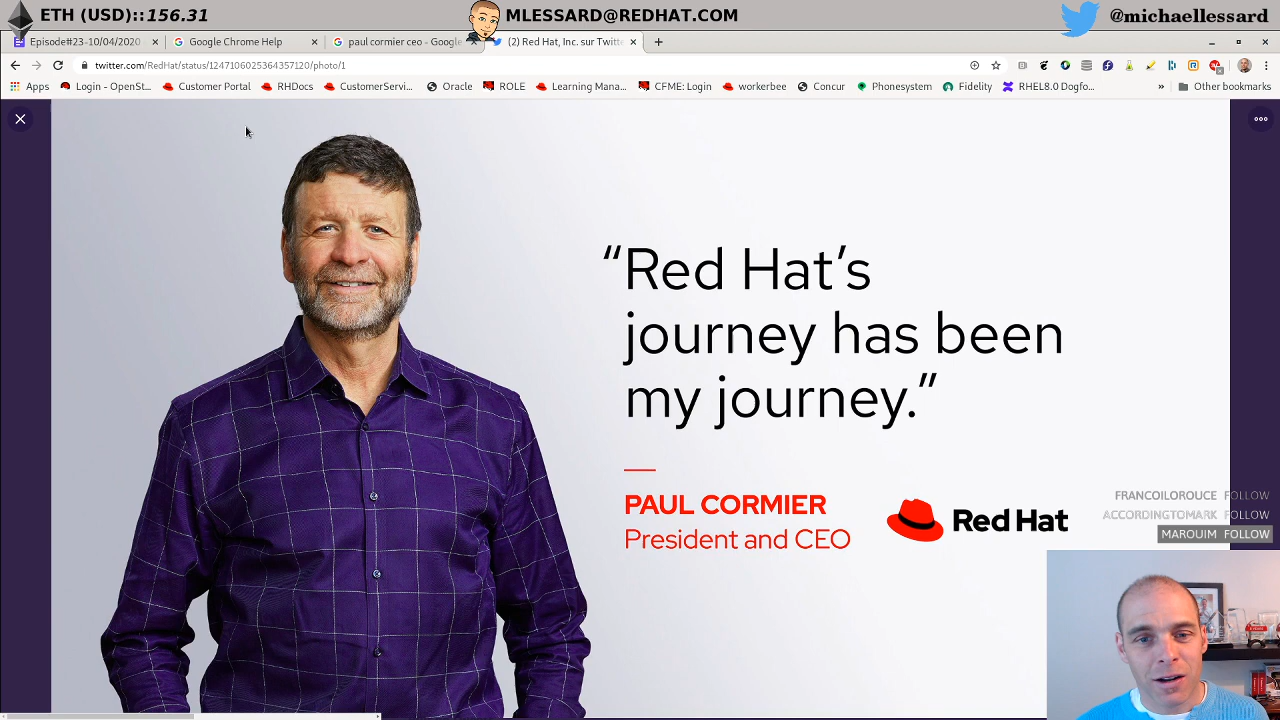 ETH (USD)::156.31
MLESSARD@REDHAT.COM
@michaellessard
Episode#23-10/04/2020
Google Chrome Help
paul cormier ceo - Google
(2) Red Hat, Inc. sur Twitte
twitter.com/RedHat/status/1247106025364357120/photo/1
Apps
Login - OpenSt...
Customer Portal
RHDocs
CustomerServi...
Oracle
ROLE
Learning Mana...
CFME: Login
workerbee
Concur
Phonesystem
Fidelity
RHEL8.0 Dogfo...
»
Other bookmarks
“Red Hat’s
journey has been
my journey.”
PAUL CORMIER
President and CEO
Red Hat
FRANCOILOROUCE FOLLOW
ACCORDINGTOMARK FOLLOW
MAROUIM FOLLOW